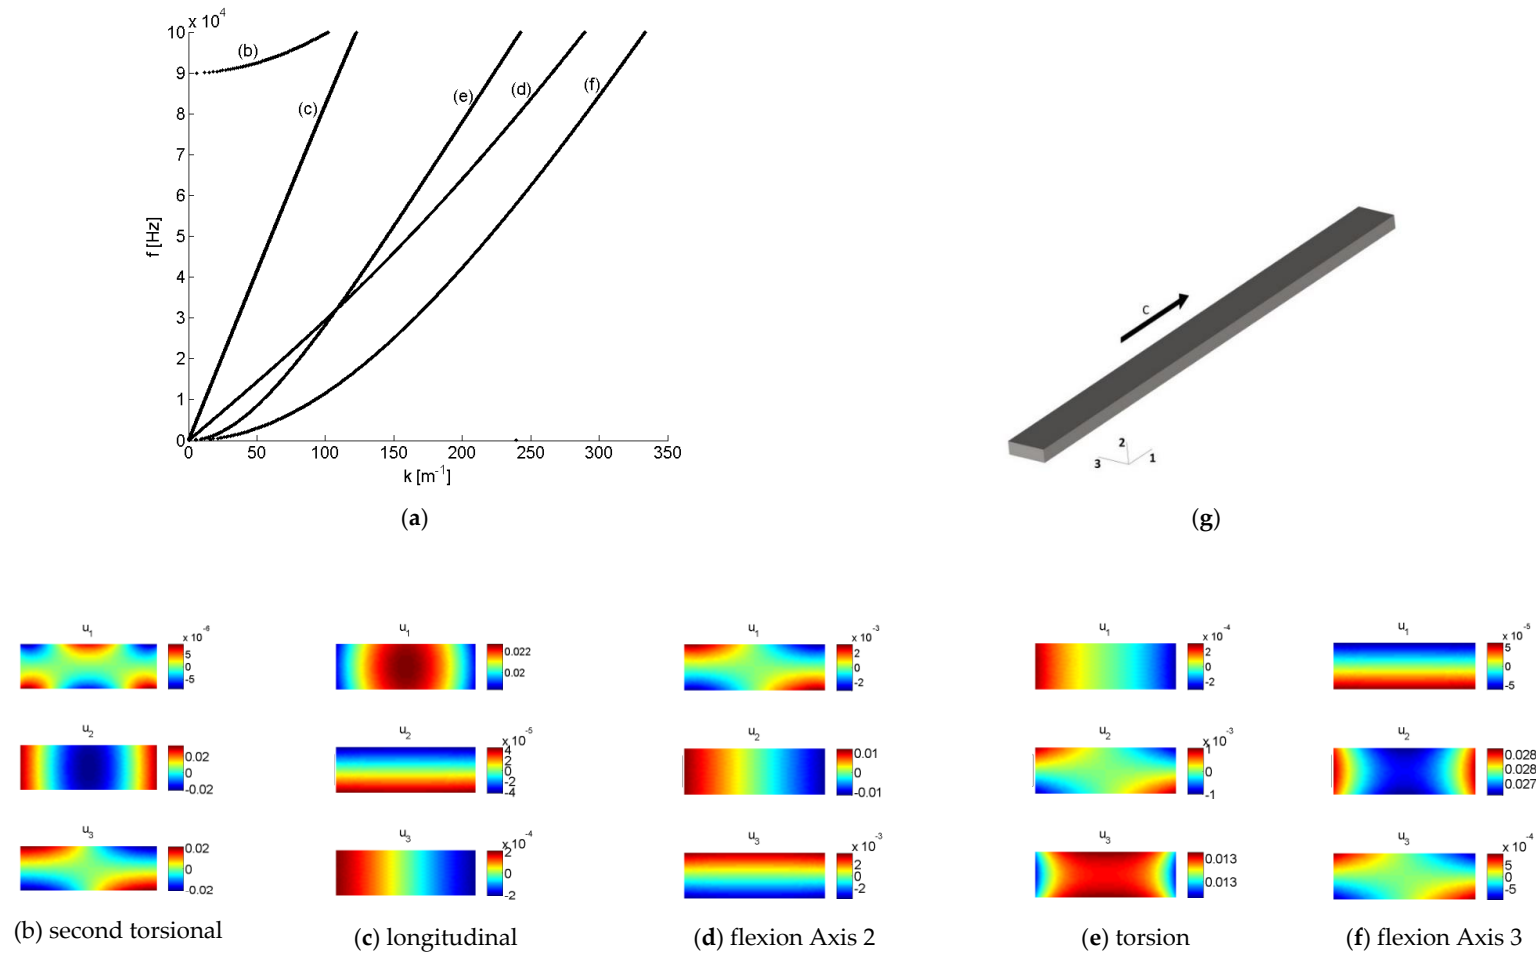 x 10⁴
10
9
8
7
6
5
4
3
2
1
0
f [Hz]
(b)
(c)
(e)
(d)
(f)
0 50 100 150 200 250 300 350
k [m⁻¹]
(a)
C
2
3
1
(g)
u₁
x 10⁻⁶
5
0
-5
u₂
0.02
0
-0.02
u₃
0.02
0
-0.02
(b) second torsional
u₁
0.022
0.02
u₂
x 10⁻⁵
4
2
0
-2
-4
u₃
x 10⁻⁴
2
0
-2
(c) longitudinal
u₁
x 10⁻³
2
0
-2
u₂
0.01
0
-0.01
u₃
x 10⁻³
2
0
-2
(d) flexion Axis 2
u₁
x 10⁻⁴
2
0
-2
u₂
x 10⁻³
1
0
-1
u₃
0.013
0.013
(e) torsion
u₁
x 10⁻⁵
5
0
-5
u₂
0.028
0.028
0.027
u₃
x 10⁻⁴
5
0
-5
(f) flexion Axis 3